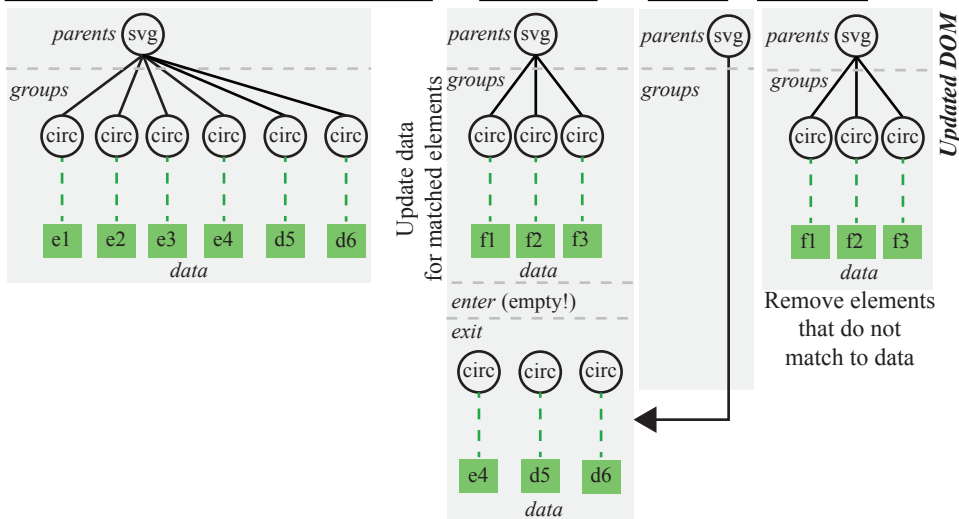 parents svg
groups
circ circ circ circ circ circ
e1 e2 e3 e4 d5 d6
data
Update data
for matched elements
parents svg
groups
circ circ circ
f1 f2 f3
data
enter (empty!)
exit
circ circ circ
e4 d5 d6
data
parents svg
groups
parents svg
groups
circ circ circ
f1 f2 f3
data
Remove elements
that do not
match to data
Updated DOM